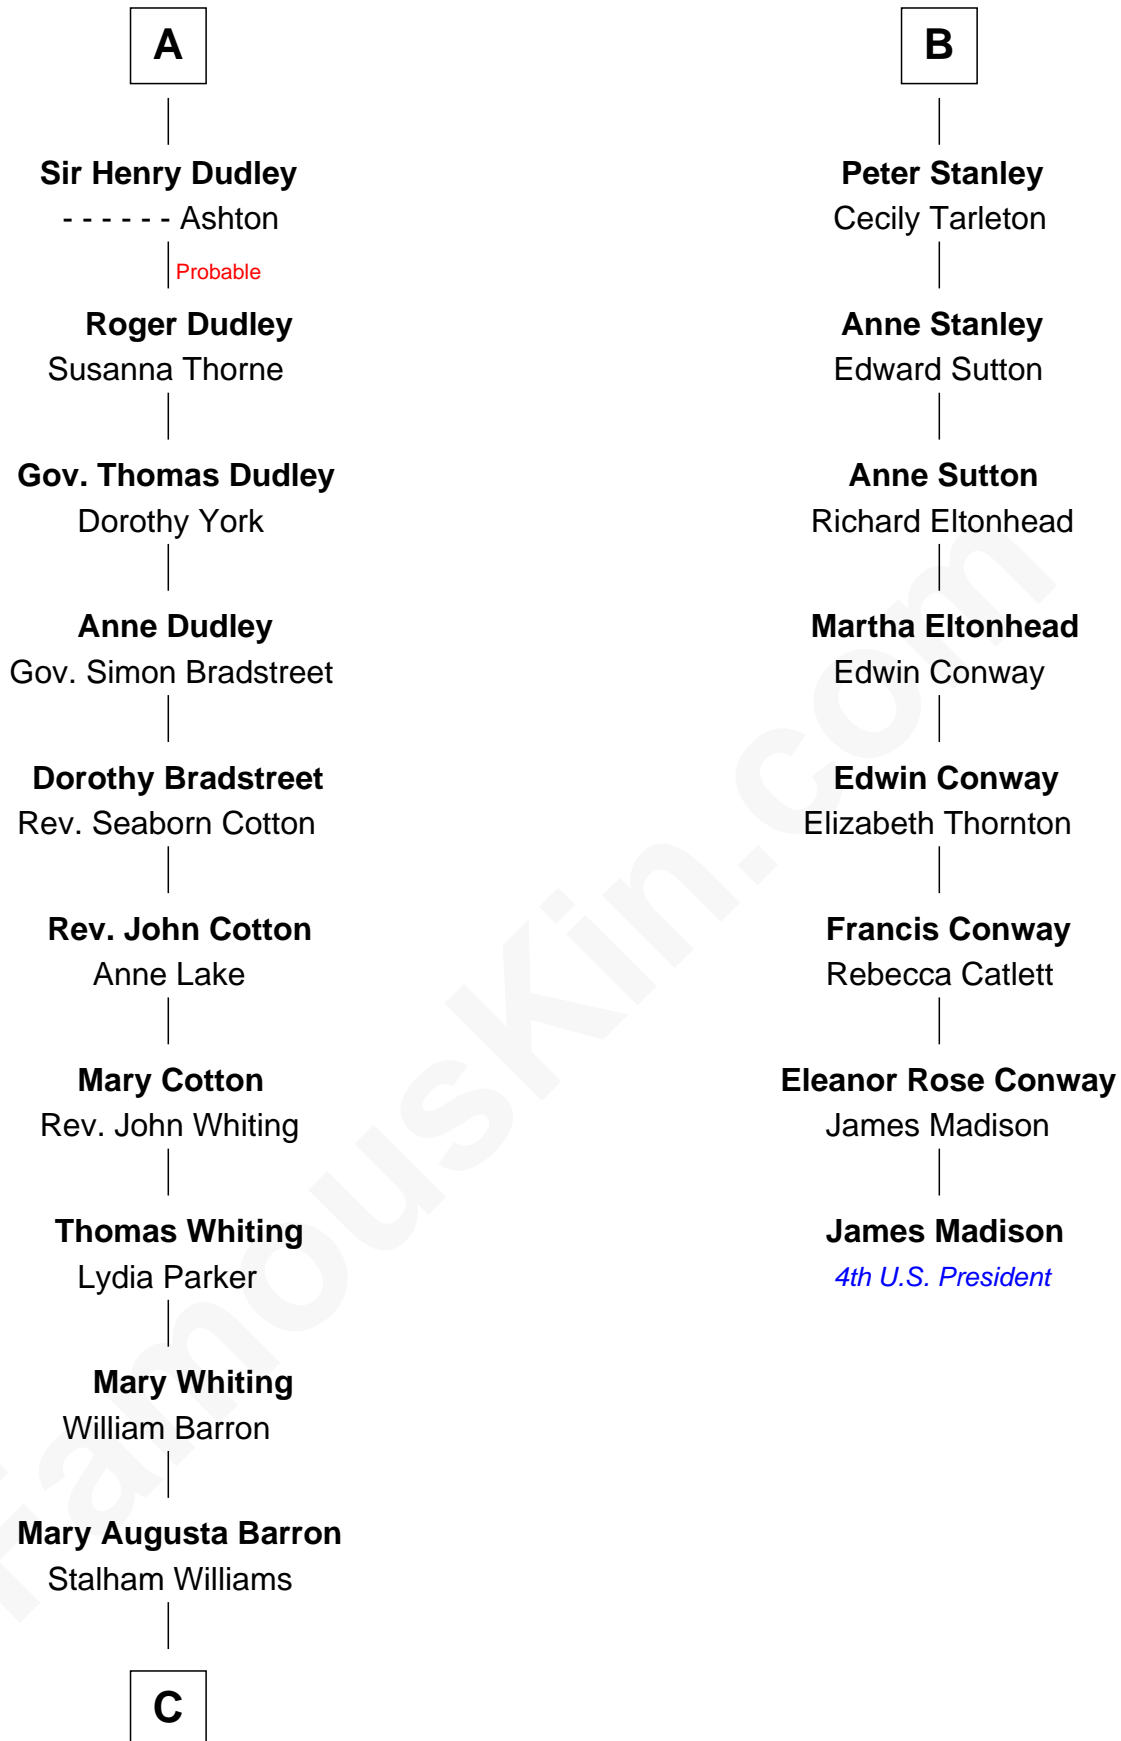 A
Sir Henry Dudley
- - - - - - Ashton
Probable
Roger Dudley
Susanna Thorne
Gov. Thomas Dudley
Dorothy York
Anne Dudley
Gov. Simon Bradstreet
Dorothy Bradstreet
Rev. Seaborn Cotton
Rev. John Cotton
Anne Lake
Mary Cotton
Rev. John Whiting
Thomas Whiting
Lydia Parker
Mary Whiting
William Barron
Mary Augusta Barron
Stalham Williams
C
B
Peter Stanley
Cecily Tarleton
Anne Stanley
Edward Sutton
Anne Sutton
Richard Eltonhead
Martha Eltonhead
Edwin Conway
Edwin Conway
Elizabeth Thornton
Francis Conway
Rebecca Catlett
Eleanor Rose Conway
James Madison
James Madison
4th U.S. President
FamousKin.com